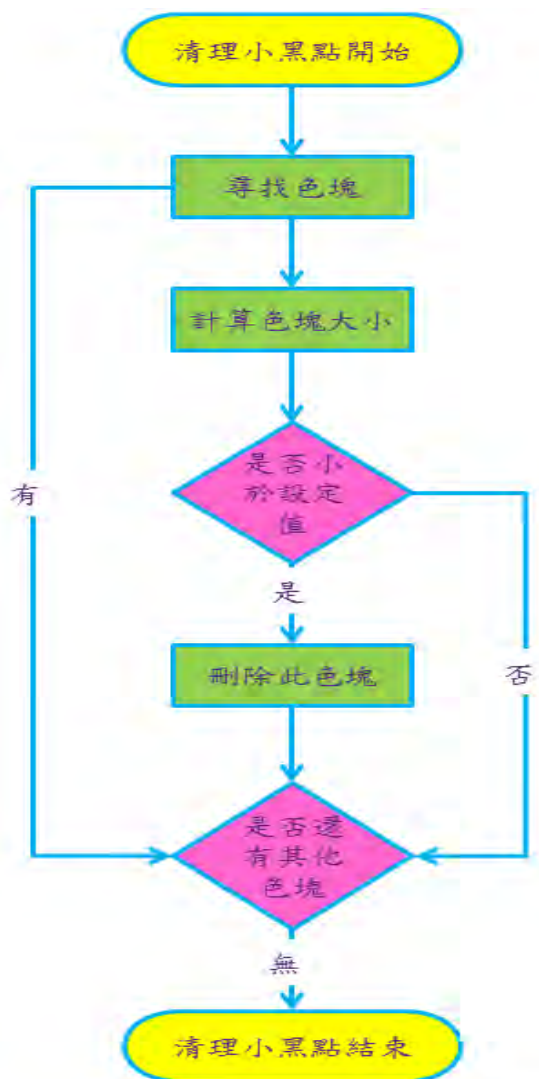 清理小黑點開始
尋找色塊
計算色塊大小
是否小
於設定
值
有
是
刪除此色塊
否
是否還
有其他
色塊
無
清理小黑點結束